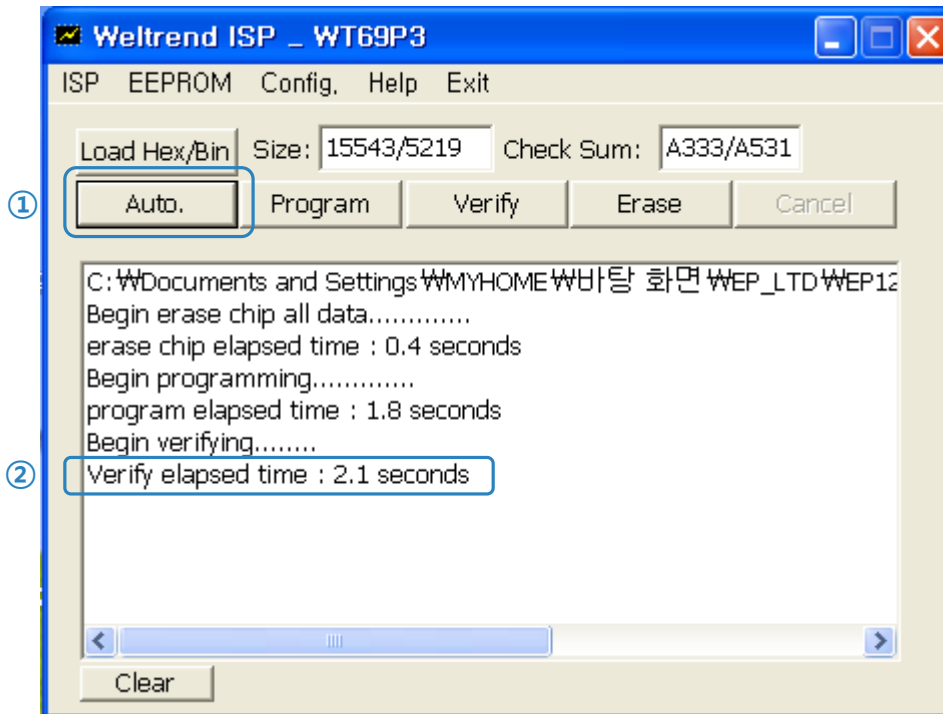 Weltrend ISP _ WT69P3
ISP EEPROM Config, Help Exit
Load Hex/Bin Size: 15543/5219 Check Sum: A333/A531
① Auto. Program Verify Erase Cancel
C:₩Documents and Settings₩MYHOME₩바탕 화면₩EP_LTD₩EP12
Begin erase chip all data.............
erase chip elapsed time : 0.4 seconds
Begin programming.............
program elapsed time : 1.8 seconds
Begin verifying........
② Verify elapsed time : 2.1 seconds
Clear